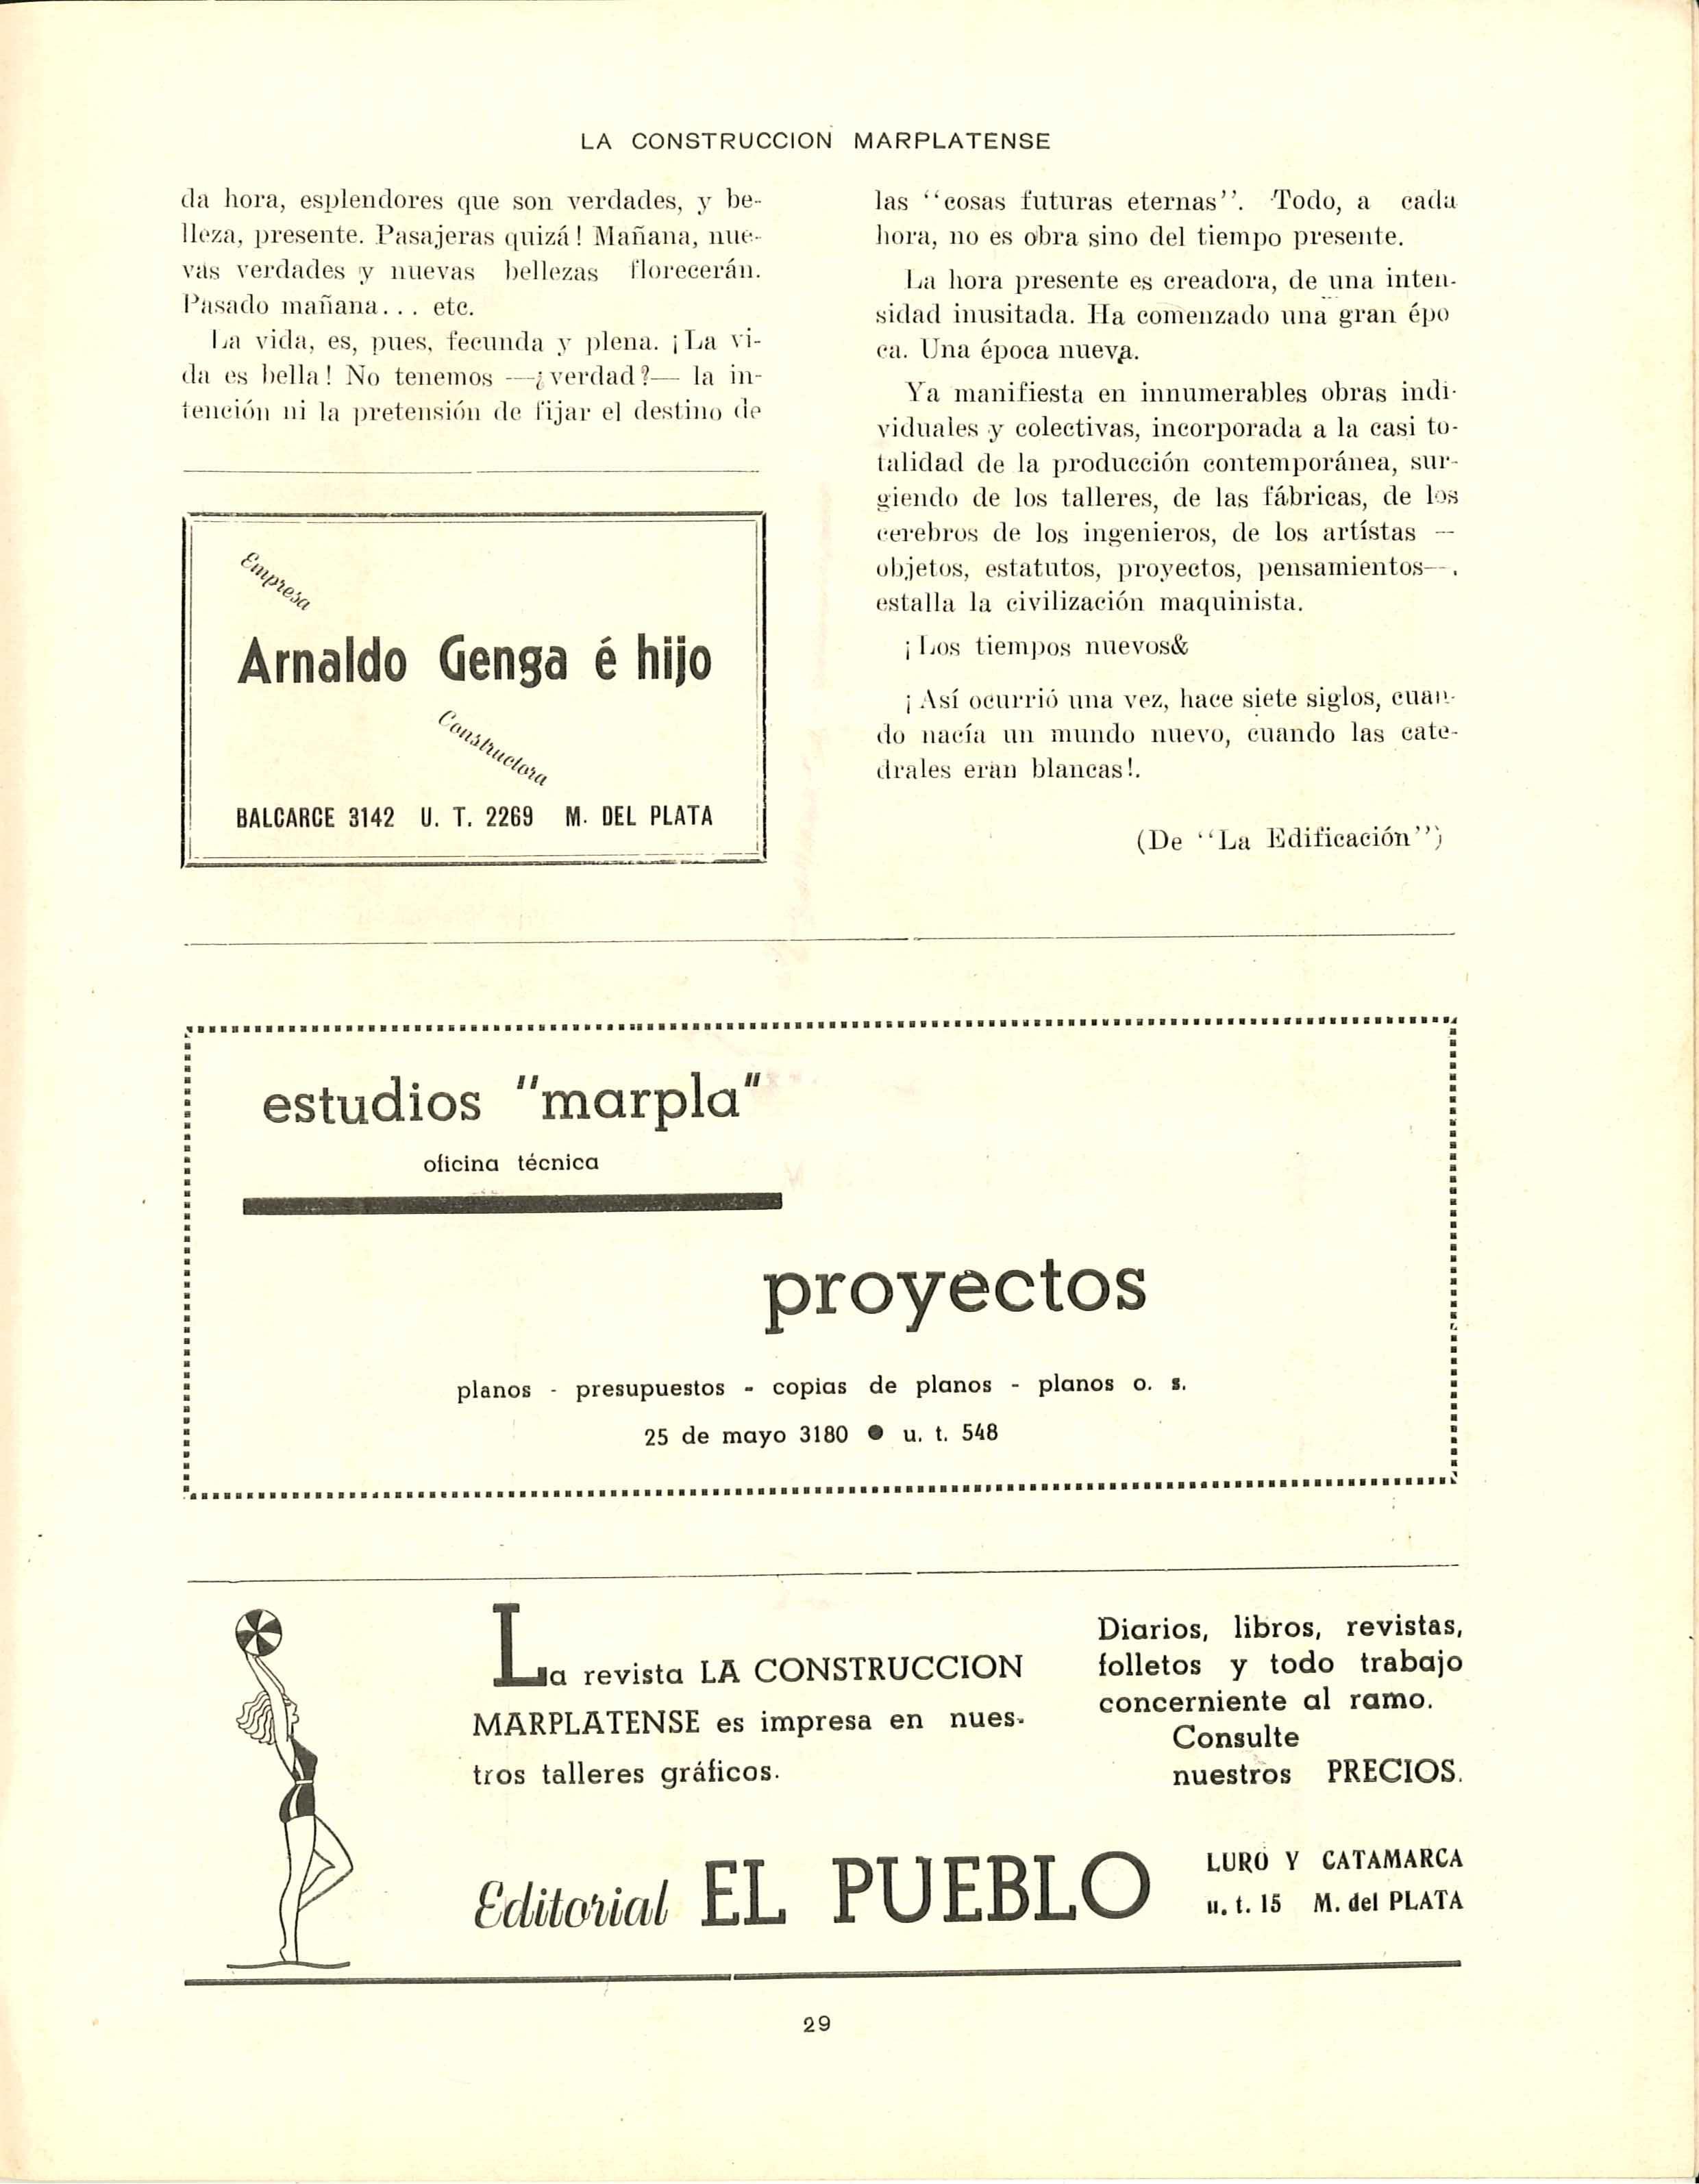 LA CONSTRUCCION MARPLATENSE
da hora, esplendores que son verdades, y be-
lleza, presente. Pasajeras quizá! Mañana, nue-
vas verdades y nuevas bellezas florecerán.
Pasado mañana... etc.
La vida, es, pues, fecunda y plena. ¡La vi-
da es bella! No tenemos —¿verdad?— la in-
tención ni la pretensión de fijar el destino de
Empresa
Arnaldo Genga é hijo
Constructora
BALCARCE 3142 U. T. 2269 M. DEL PLATA
las "cosas futuras eternas". Todo, a cada
hora, no es obra sino del tiempo presente.
La hora presente es creadora, de una inten-
sidad inusitada. Ha comenzado una gran épo
ca. Una época nueva.
Ya manifiesta en innumerables obras indi-
viduales y colectivas, incorporada a la casi to-
talidad de la producción contemporánea, sur-
giendo de los talleres, de las fábricas, de los
cerebros de los ingenieros, de los artístas —
objetos, estatutos, proyectos, pensamientos—.
estalla la civilización maquinista.
¡Los tiempos nuevos&
¡Así ocurrió una vez, hace siete siglos, cuan-
do nacía un mundo nuevo, cuando las cate-
drales eran blancas!.
(De "La Edificación")
estudios "marpla"
oficina técnica
proyectos
planos - presupuestos - copias de planos - planos o. s.
25 de mayo 3180 ● u. t. 548
La revista LA CONSTRUCCION
MARPLATENSE es impresa en nues-
tros talleres gráficos.
Diarios, libros, revistas,
folletos y todo trabajo
concerniente al ramo.
Consulte
nuestros PRECIOS.
Editorial EL PUEBLO
LURO Y CATAMARCA
u. t. 15 M. del PLATA
29